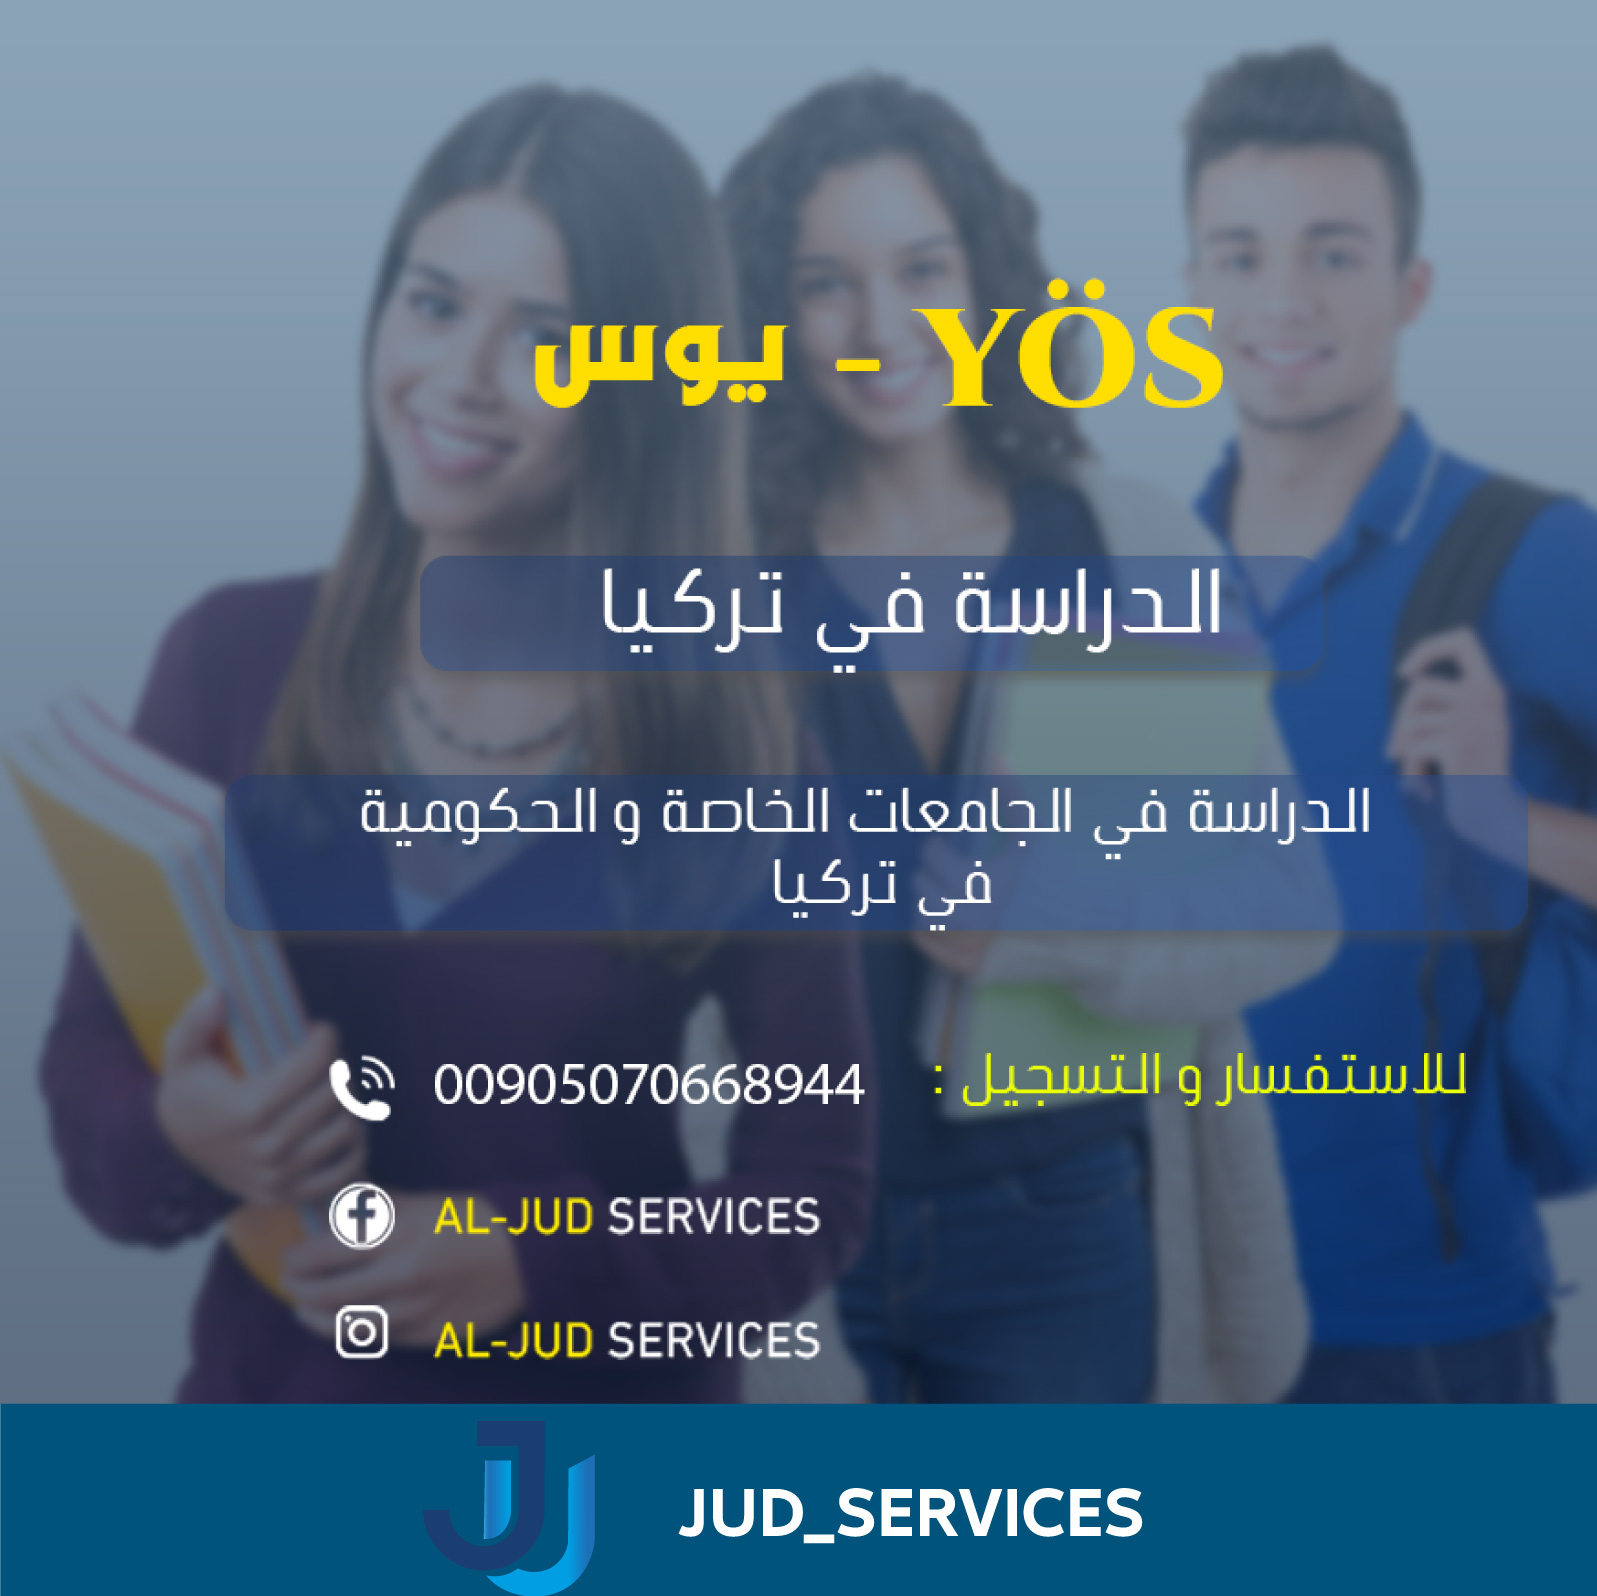 يوس - YÖS
الدراسة في تركيا
الدراسة في الجامعات الخاصة و الحكومية
في تركيا
للاستفسار و التسجيل : 00905070668944
AL-JUD SERVICES
AL-JUD SERVICES
JUD_SERVICES